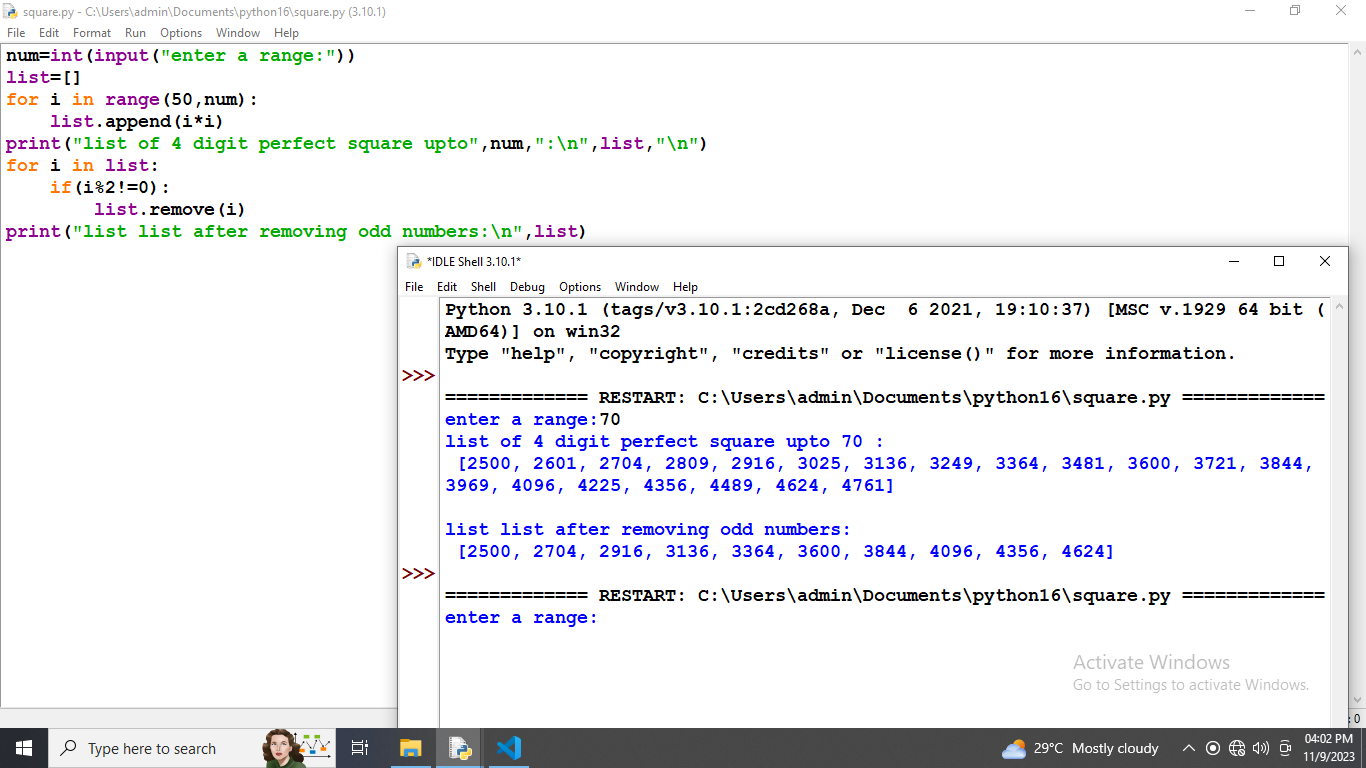 square.py - C:\Users\admin\Documents\python16\square.py (3.10.1)
File Edit Format Run Options Window Help
num=int(input("enter a range:"))
list=[]
for i in range(50,num):
    list.append(i*i)
print("list of 4 digit perfect square upto",num,":\n",list,"\n")
for i in list:
    if(i%2!=0):
        list.remove(i)
print("list list after removing odd numbers:\n",list)
*IDLE Shell 3.10.1*
File Edit Shell Debug Options Window Help
Python 3.10.1 (tags/v3.10.1:2cd268a, Dec  6 2021, 19:10:37) [MSC v.1929 64 bit (
AMD64)] on win32
Type "help", "copyright", "credits" or "license()" for more information.
>>>
============= RESTART: C:\Users\admin\Documents\python16\square.py =============
enter a range:70
list of 4 digit perfect square upto 70 :
 [2500, 2601, 2704, 2809, 2916, 3025, 3136, 3249, 3364, 3481, 3600, 3721, 3844,
3969, 4096, 4225, 4356, 4489, 4624, 4761]
list list after removing odd numbers:
 [2500, 2704, 2916, 3136, 3364, 3600, 3844, 4096, 4356, 4624]
>>>
============= RESTART: C:\Users\admin\Documents\python16\square.py =============
enter a range:
Activate Windows
Go to Settings to activate Windows.
: 0
Type here to search
29°C Mostly cloudy
04:02 PM
11/9/2023